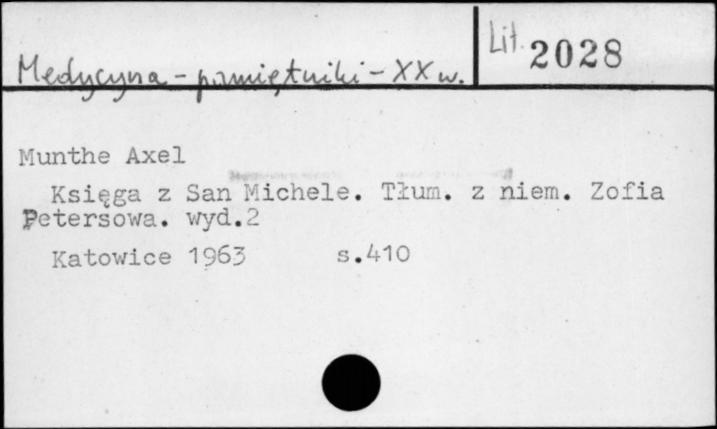 Medycyna - pamiętniki - XX w.
Lit. 2028
Munthe Axel
Księga z San Michele. Tłum. z niem. Zofia
Petersowa. wyd.2
Katowice 1963 s.410